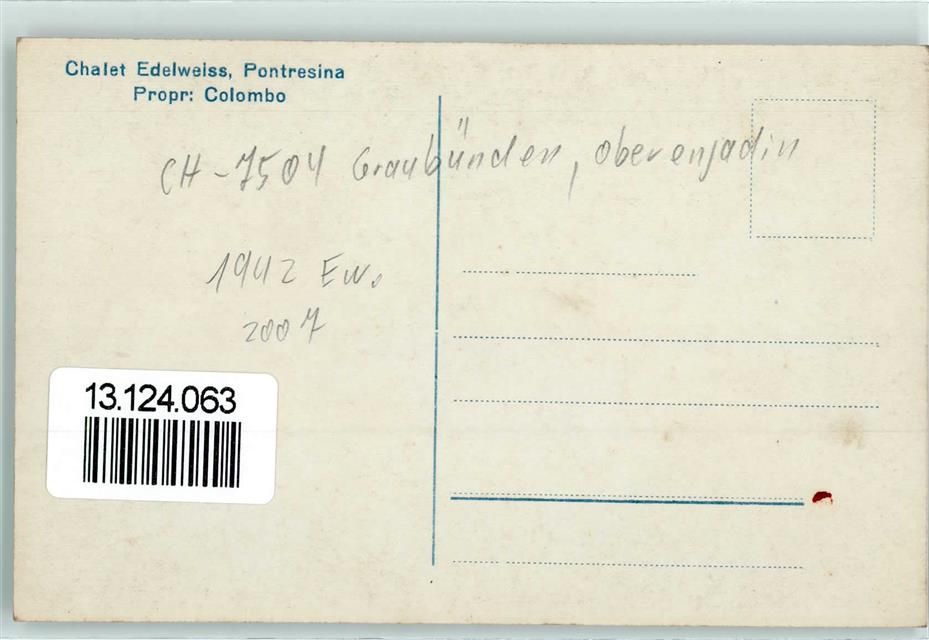 Chalet Edelweiss, Pontresina
Propr: Colombo
CH-7504 Graubünden, Oberengadin
1942 Ew.
2007
13.124.063